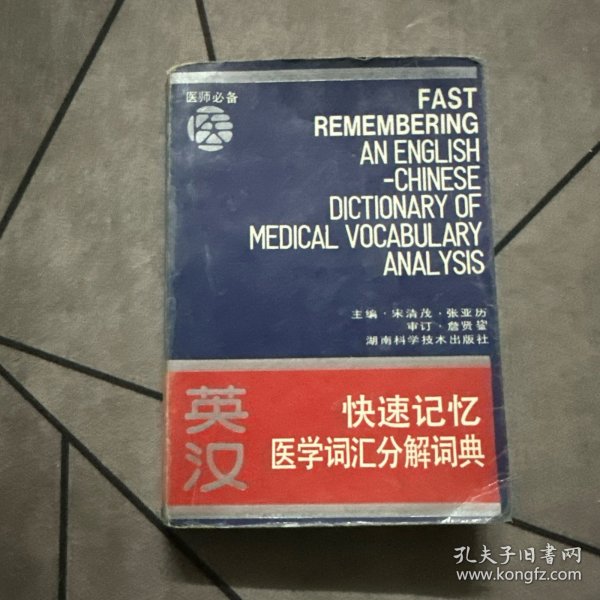 医师必备
医
FAST
REMEMBERING
AN ENGLISH
-CHINESE
DICTIONARY OF
MEDICAL VOCABULARY
ANALYSIS
主编·宋清茂·张亚历
审订·詹贤鋆
湖南科学技术出版社
英汉
快速记忆
医学词汇分解词典
孔夫子旧书网
www.kongfz.com